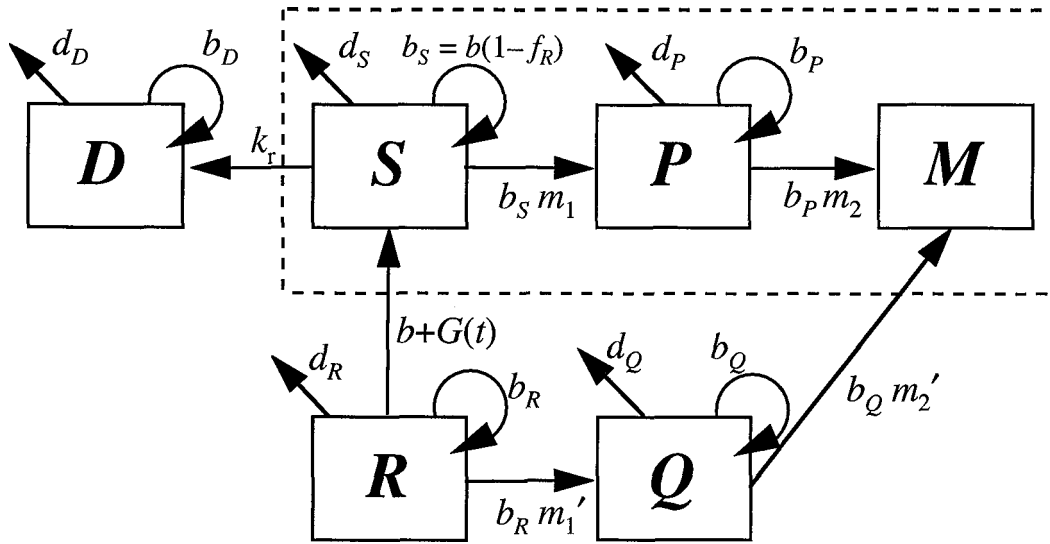 d_D b_D d_S b_S = b(1–f_R) d_P b_P
D k_r S b_S m_1 P b_P m_2 M
b+G(t)
d_R b_R d_Q b_Q b_Q m_2′
R b_R m_1′ Q